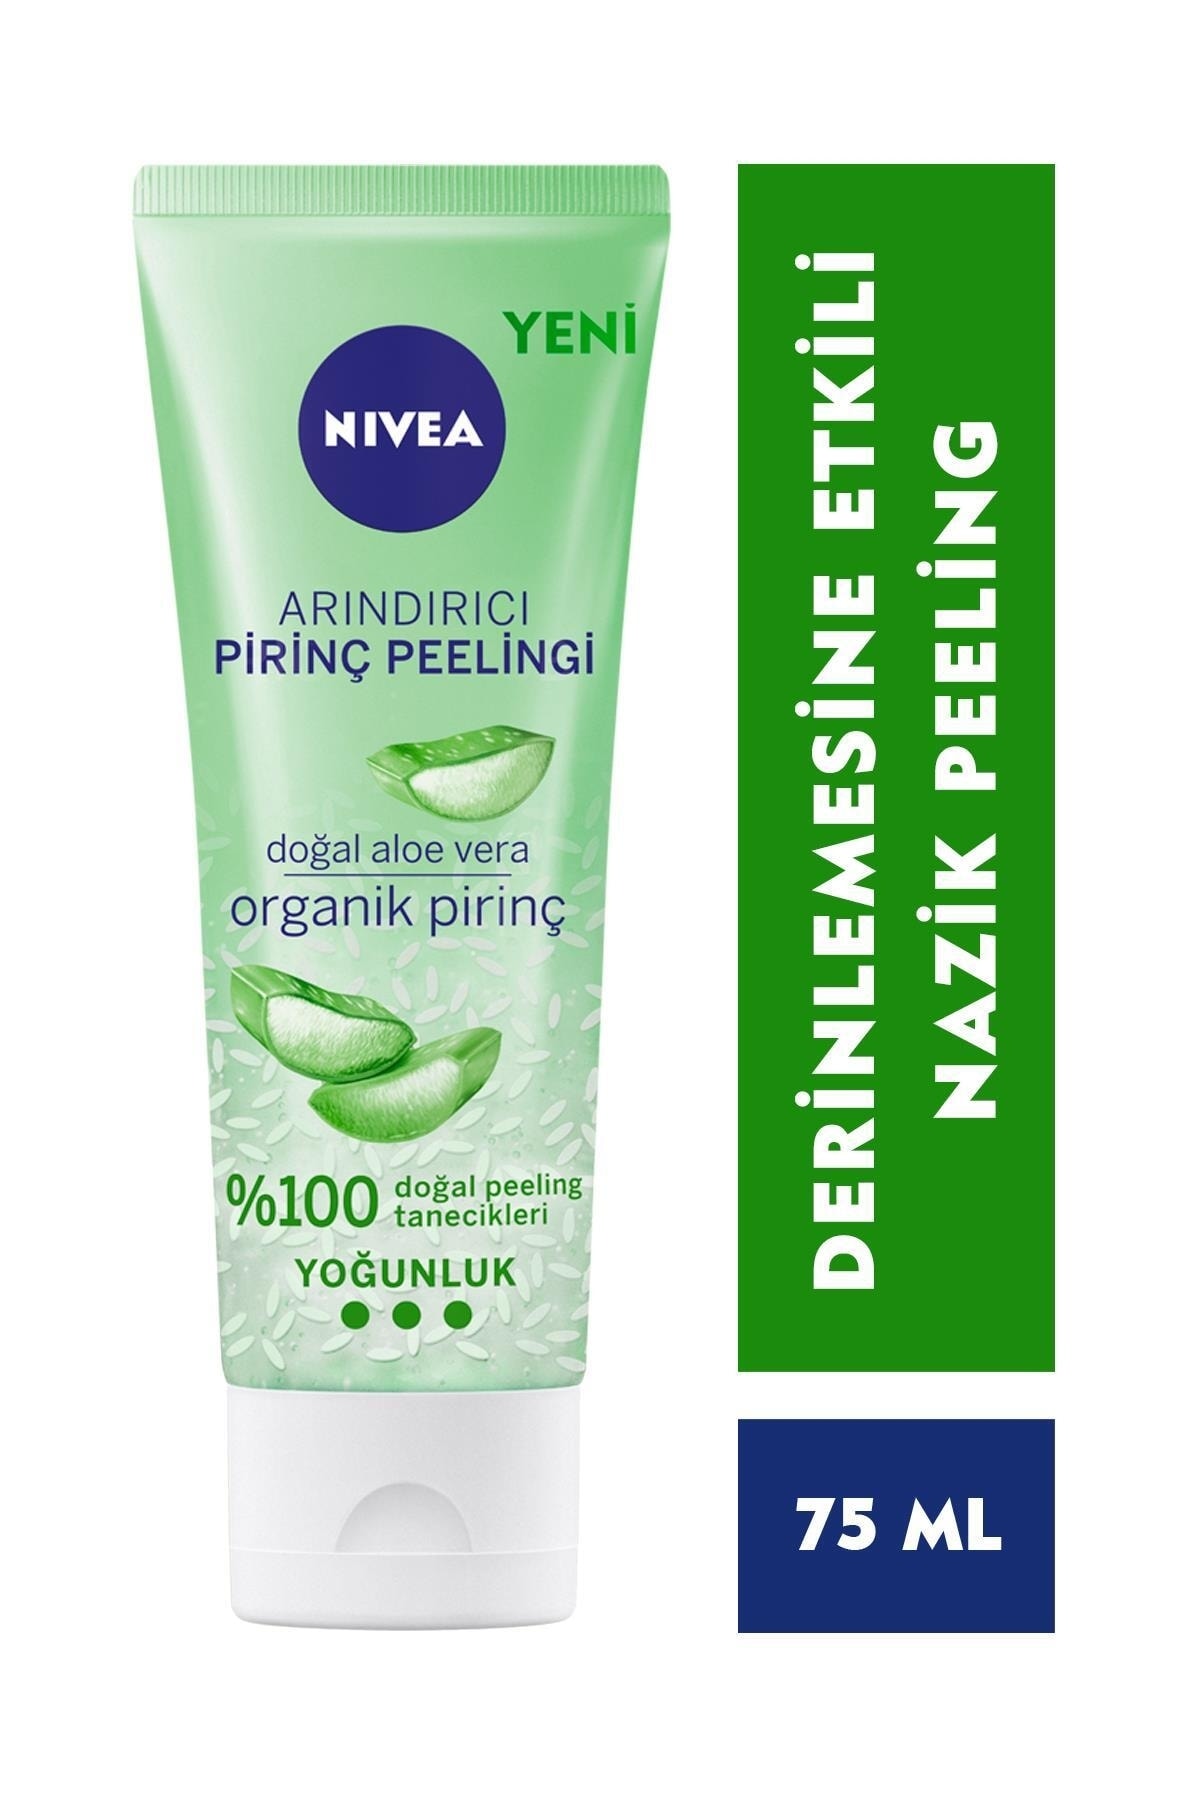 YENİ
NIVEA
ARINDIRICI
PİRİNÇ PEELİNGİ
doğal aloe vera
organik pirinç
%100 doğal peeling
tanecikleri
YOĞUNLUK
DERİNLEMESİNE ETKİLİ
NAZİK PEELİNG
75 ML